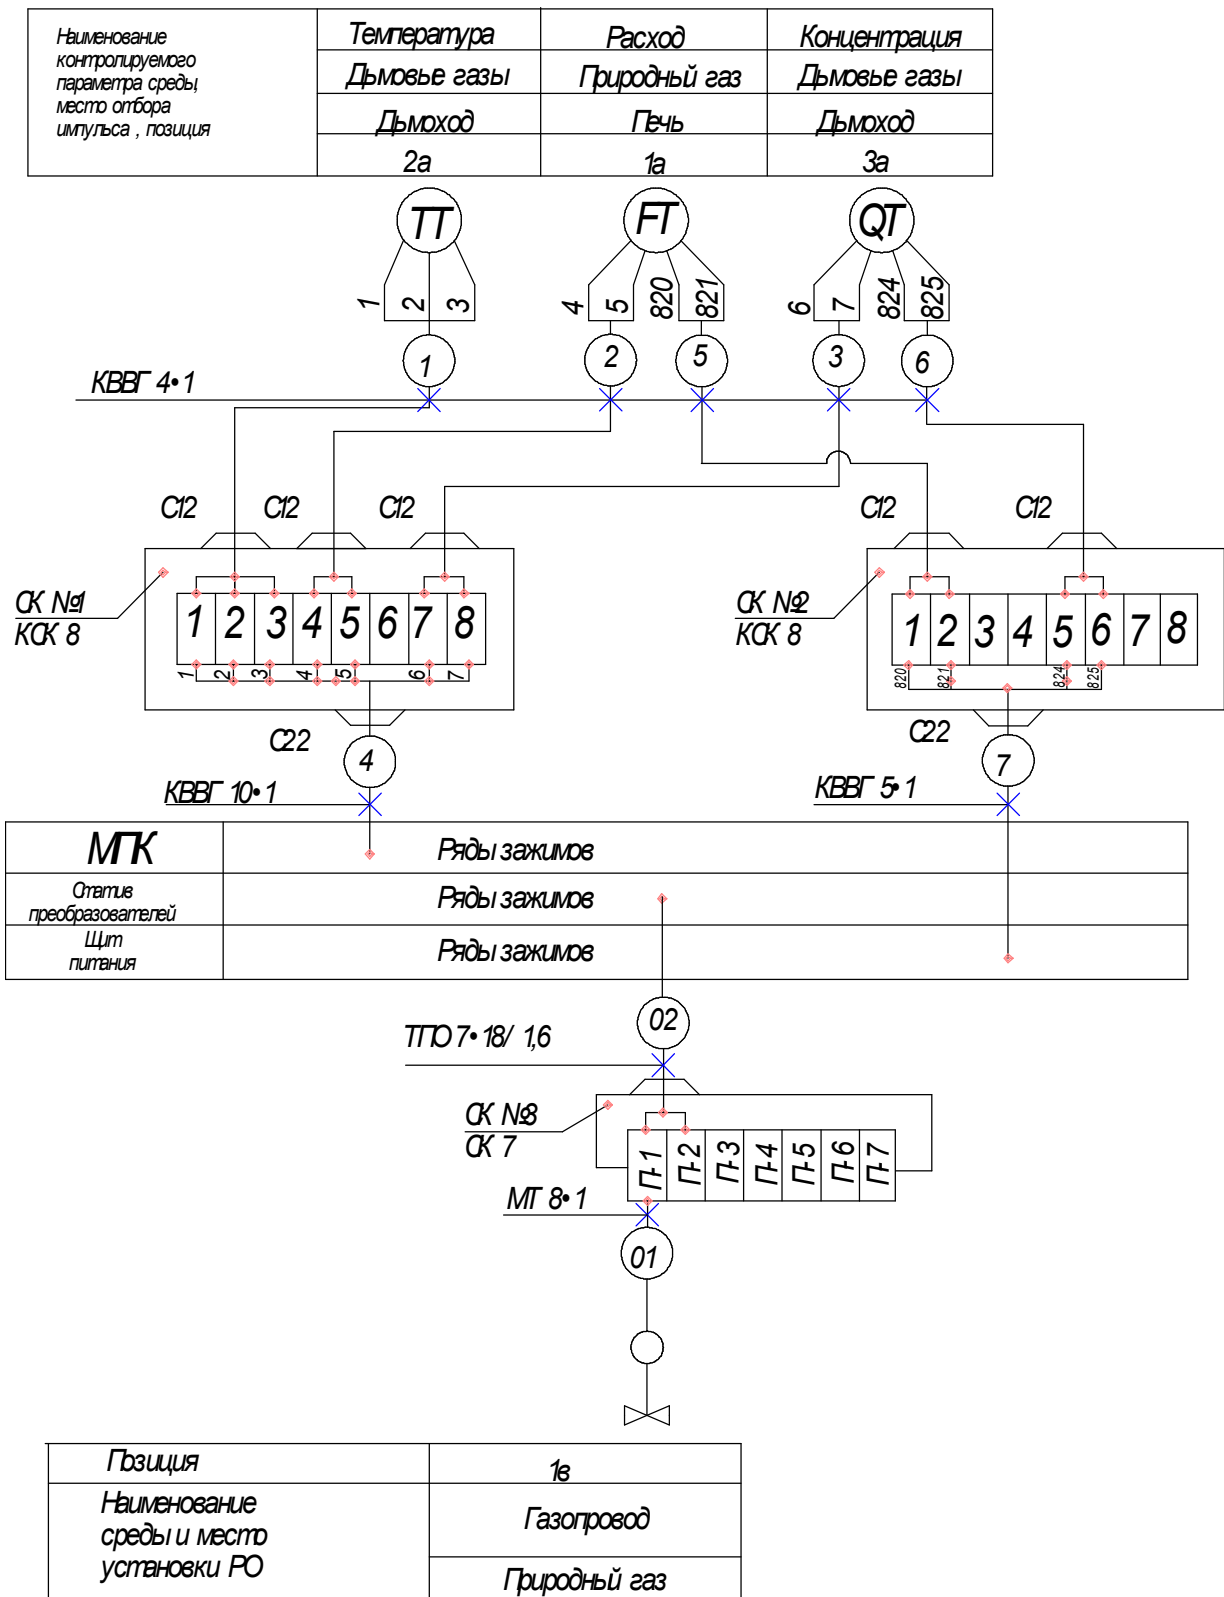 Наименование
контролируемого
параметра среды,
место отбора
импульса , позиция
Температура
Расход
Концентрация
Дымовые газы
Природный газ
Дымовые газы
Дымоход
Печь
Дымоход
2а
1а
3а
TT
FT
QT
1
2
3
4
5
820
821
6
7
824
825
1
2
5
3
6
КВВГ 4•1
С12
С12
С12
С12
С12
СК №1
КСК 8
1 2 3 4 5 6 7 8
1 2 3 4 5 6 7
СК №2
КСК 8
1 2 3 4 5 6 7 8
820 821 824 825
С22
С22
4
7
КВВГ 10•1
КВВГ 5•1
МПК
Ряды зажимов
Статив
преобразователей
Ряды зажимов
Щит
питания
Ряды зажимов
02
ТПО 7•18/ 1,6
СК №3
СК 7
П-1 П-2 П-3 П-4 П-5 П-6 П-7
МТ 8•1
01
Позиция
1в
Наименование
среды и место
установки РО
Газопровод
Природный газ